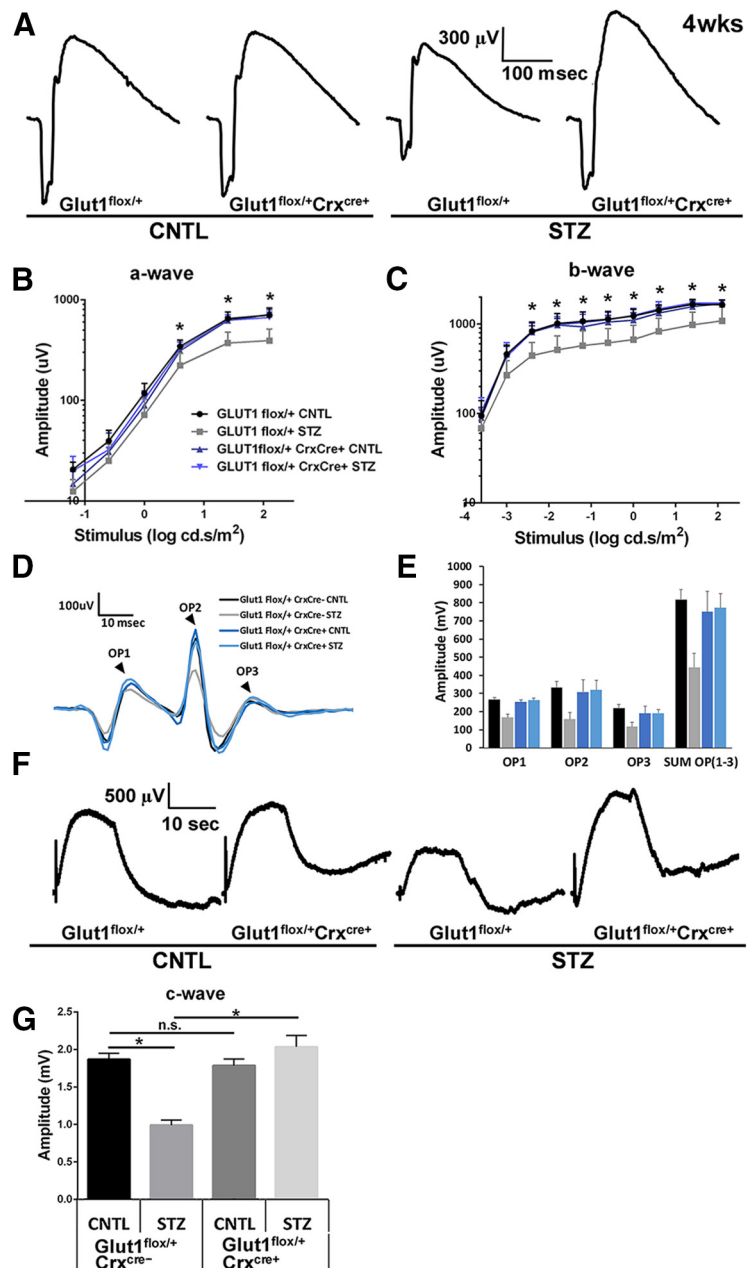 A
4wks
300 µV
100 msec
Glut1flox/+
Glut1flox/+Crxcre+
Glut1flox/+
Glut1flox/+Crxcre+
CNTL
STZ
B
a-wave
Amplitude (uV)
1000
100
10
* * *
GLUT1 flox/+ CNTL
GLUT1 flox/+ STZ
GLUT1flox/+ CrxCre+ CNTL
GLUT1 flox/+ CrxCre+ STZ
-1 0 1 2
Stimulus (log cd.s/m2)
C
b-wave
Amplitude (uV)
1000
100
10
* * * * * * * *
-4 -3 -2 -1 0 1 2
Stimulus (log cd.s/m2)
D
100uV
10 msec
OP1
OP2
OP3
Glut1 Flox/+ CrxCre- CNTL
Glut1 Flox/+ CrxCre- STZ
Glut1 Flox/+ CrxCre+ CNTL
Glut1 Flox/+ CrxCre+ STZ
E
Amplitude (mV)
1000
900
800
700
600
500
400
300
200
100
0
OP1 OP2 OP3 SUM OP(1-3)
F
500 µV
10 sec
Glut1flox/+
Glut1flox/+Crxcre+
Glut1flox/+
Glut1flox/+Crxcre+
CNTL
STZ
G
c-wave
Amplitude (mV)
2.5
2.0
1.5
1.0
0.5
0.0
*
n.s.
*
CNTL STZ CNTL STZ
Glut1flox/+ Glut1flox/+
Crxcre− Crxcre+